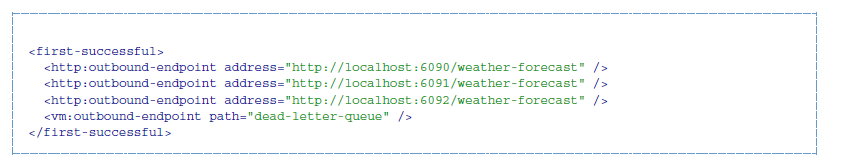 <first-successful>
  <http:outbound-endpoint address="http://localhost:6090/weather-forecast" />
  <http:outbound-endpoint address="http://localhost:6091/weather-forecast" />
  <http:outbound-endpoint address="http://localhost:6092/weather-forecast" />
  <vm:outbound-endpoint path="dead-letter-queue" />
</first-successful>